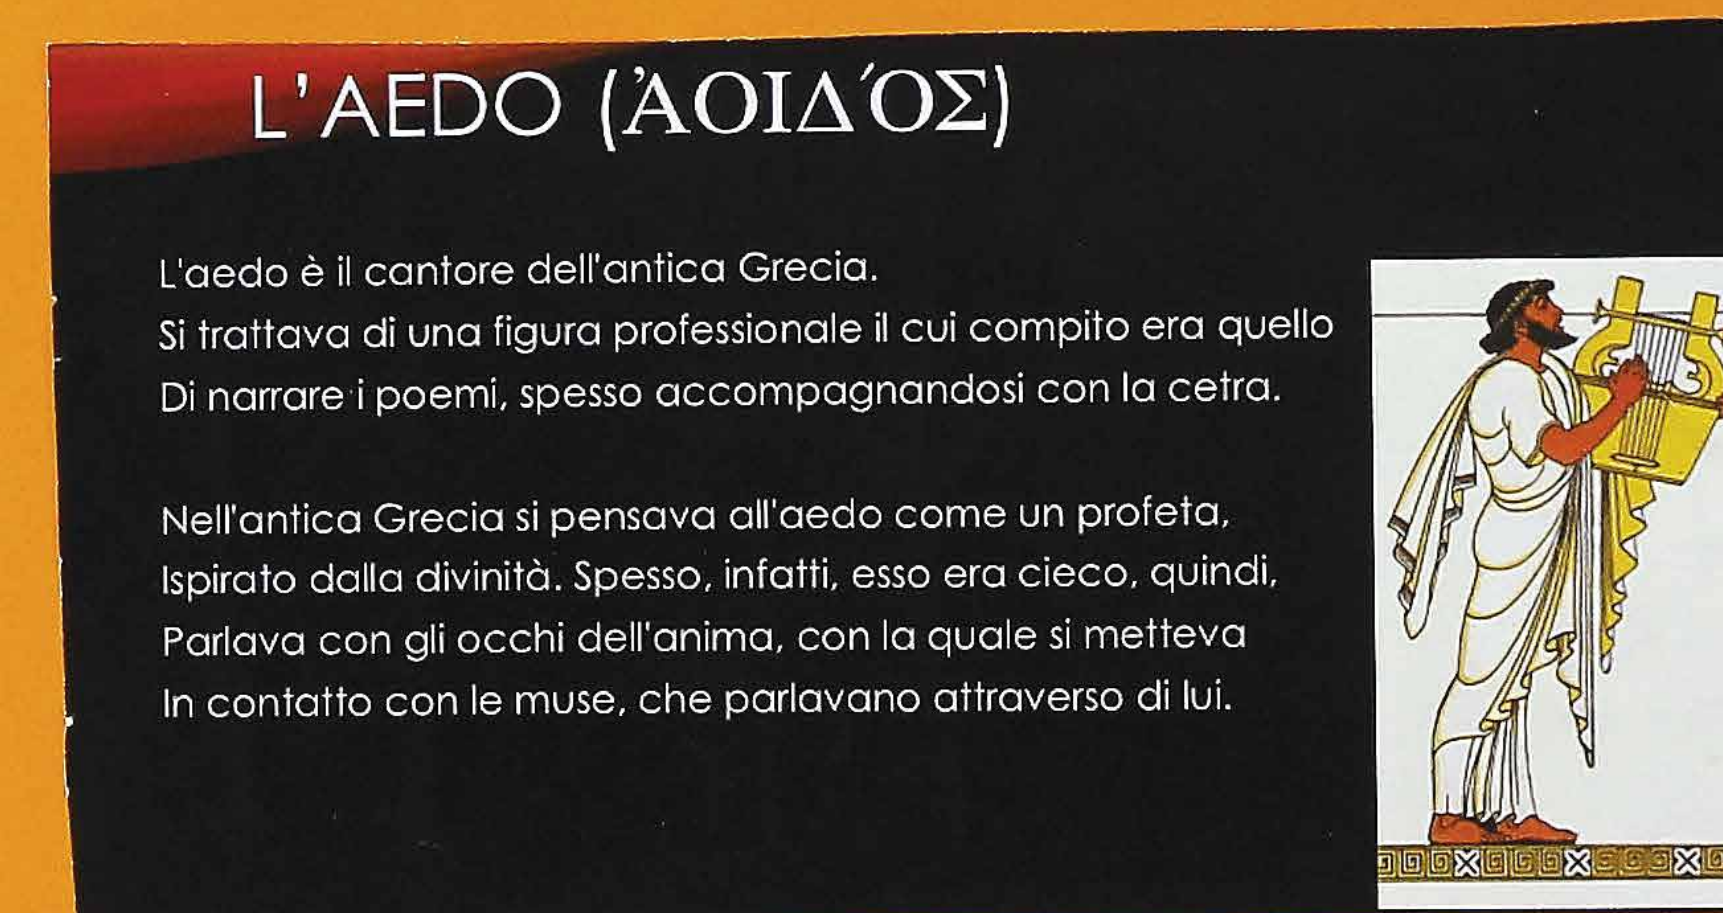 L'AEDO (ἈΟΙΔΌΣ)
L'aedo è il cantore dell'antica Grecia.
Si trattava di una figura professionale il cui compito era quello
Di narrare i poemi, spesso accompagnandosi con la cetra.
Nell'antica Grecia si pensava all'aedo come un profeta,
Ispirato dalla divinità. Spesso, infatti, esso era cieco, quindi,
Parlava con gli occhi dell'anima, con la quale si metteva
In contatto con le muse, che parlavano attraverso di lui.